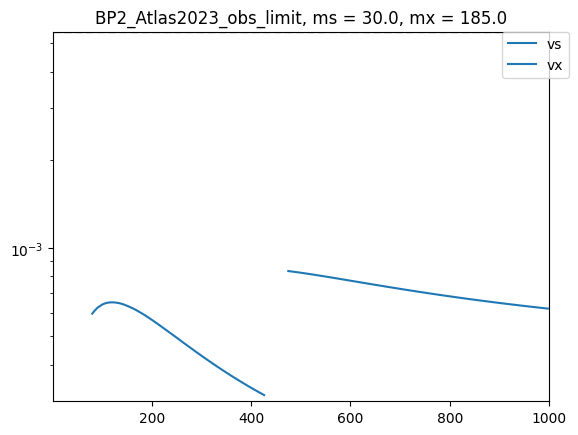 BP2_Atlas2023_obs_limit, ms = 30.0, mx = 185.0
vs
vx
10⁻³
200 400 600 800 1000